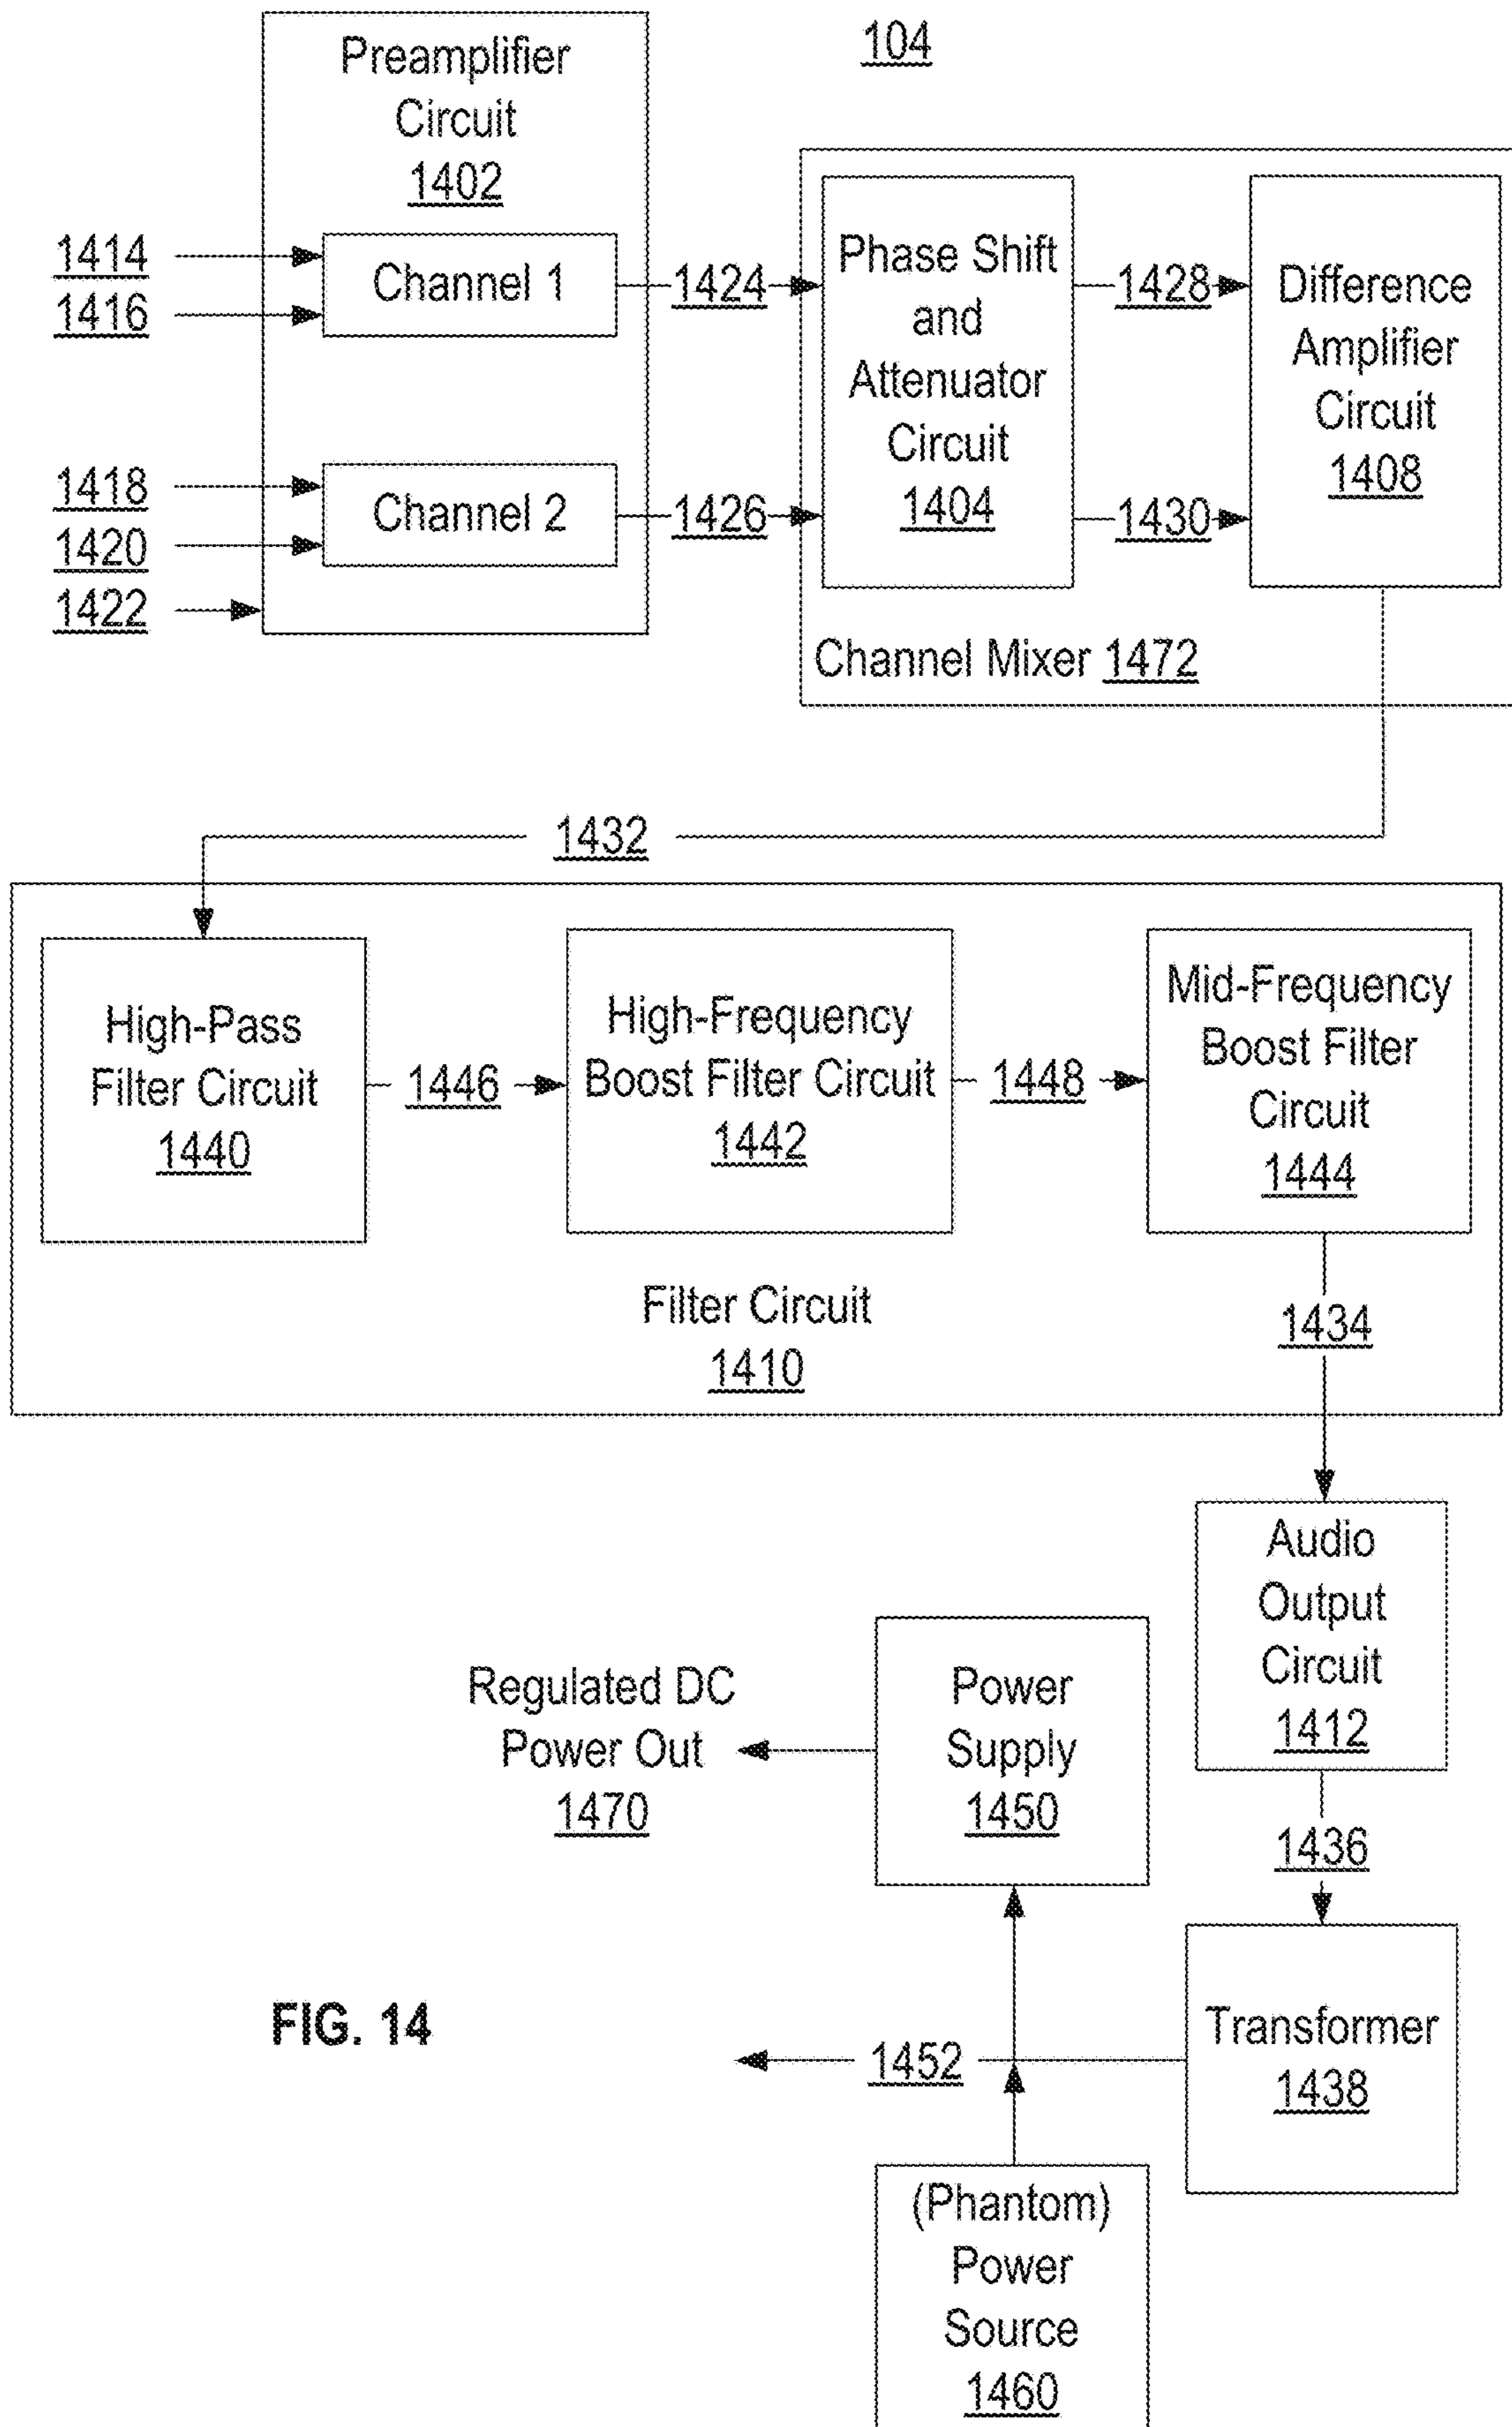 104
Preamplifier
Circuit
1402
1414
1416
Channel 1
1424
1418
1420
1422
Channel 2
1426
Phase Shift
and
Attenuator
Circuit
1404
1428
1430
Difference
Amplifier
Circuit
1408
Channel Mixer 1472
1432
High-Pass
Filter Circuit
1440
1446
High-Frequency
Boost Filter Circuit
1442
1448
Mid-Frequency
Boost Filter
Circuit
1444
Filter Circuit
1410
1434
Audio
Output
Circuit
1412
Regulated DC
Power Out
1470
Power
Supply
1450
1436
FIG. 14
1452
Transformer
1438
(Phantom)
Power
Source
1460